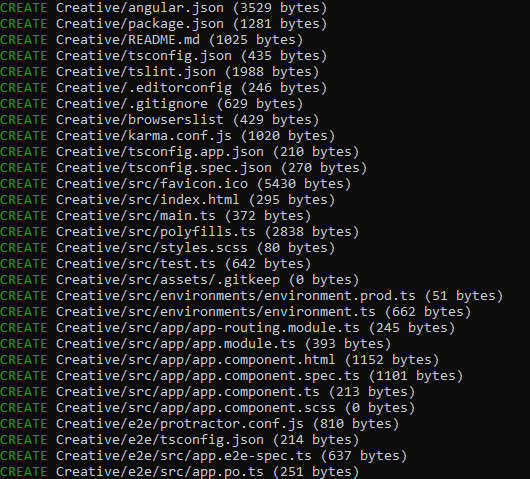 CREATE Creative/angular.json (3529 bytes)
CREATE Creative/package.json (1281 bytes)
CREATE Creative/README.md (1025 bytes)
CREATE Creative/tsconfig.json (435 bytes)
CREATE Creative/tslint.json (1988 bytes)
CREATE Creative/.editorconfig (246 bytes)
CREATE Creative/.gitignore (629 bytes)
CREATE Creative/browserslist (429 bytes)
CREATE Creative/karma.conf.js (1020 bytes)
CREATE Creative/tsconfig.app.json (210 bytes)
CREATE Creative/tsconfig.spec.json (270 bytes)
CREATE Creative/src/favicon.ico (5430 bytes)
CREATE Creative/src/index.html (295 bytes)
CREATE Creative/src/main.ts (372 bytes)
CREATE Creative/src/polyfills.ts (2838 bytes)
CREATE Creative/src/styles.scss (80 bytes)
CREATE Creative/src/test.ts (642 bytes)
CREATE Creative/src/assets/.gitkeep (0 bytes)
CREATE Creative/src/environments/environment.prod.ts (51 bytes)
CREATE Creative/src/environments/environment.ts (662 bytes)
CREATE Creative/src/app/app-routing.module.ts (245 bytes)
CREATE Creative/src/app/app.module.ts (393 bytes)
CREATE Creative/src/app/app.component.html (1152 bytes)
CREATE Creative/src/app/app.component.spec.ts (1101 bytes)
CREATE Creative/src/app/app.component.ts (213 bytes)
CREATE Creative/src/app/app.component.scss (0 bytes)
CREATE Creative/e2e/protractor.conf.js (810 bytes)
CREATE Creative/e2e/tsconfig.json (214 bytes)
CREATE Creative/e2e/src/app.e2e-spec.ts (637 bytes)
CREATE Creative/e2e/src/app.po.ts (251 bytes)